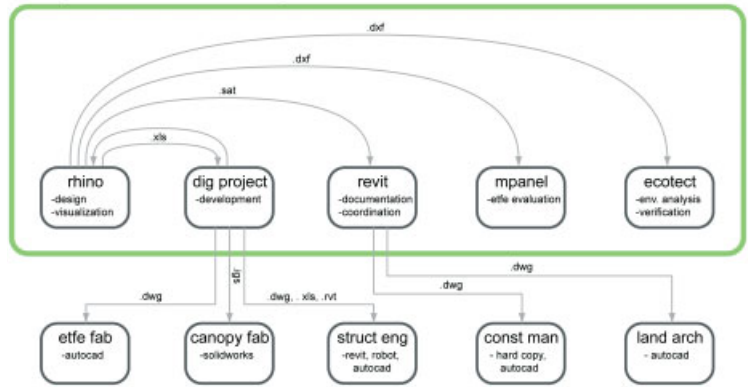 .dxf
.dxf
.sat
.xls
rhino
-design
-visualization
dig project
-development
revit
-documentation
-coordination
mpanel
-etfe evaluation
ecotect
-env. analysis
-verification
.igs
.dwg
.dwg
.dwg, . xls, .rvt
.dwg
etfe fab
-autocad
canopy fab
-solidworks
struct eng
-revit, robot,
autocad
const man
- hard copy,
autocad
land arch
- autocad